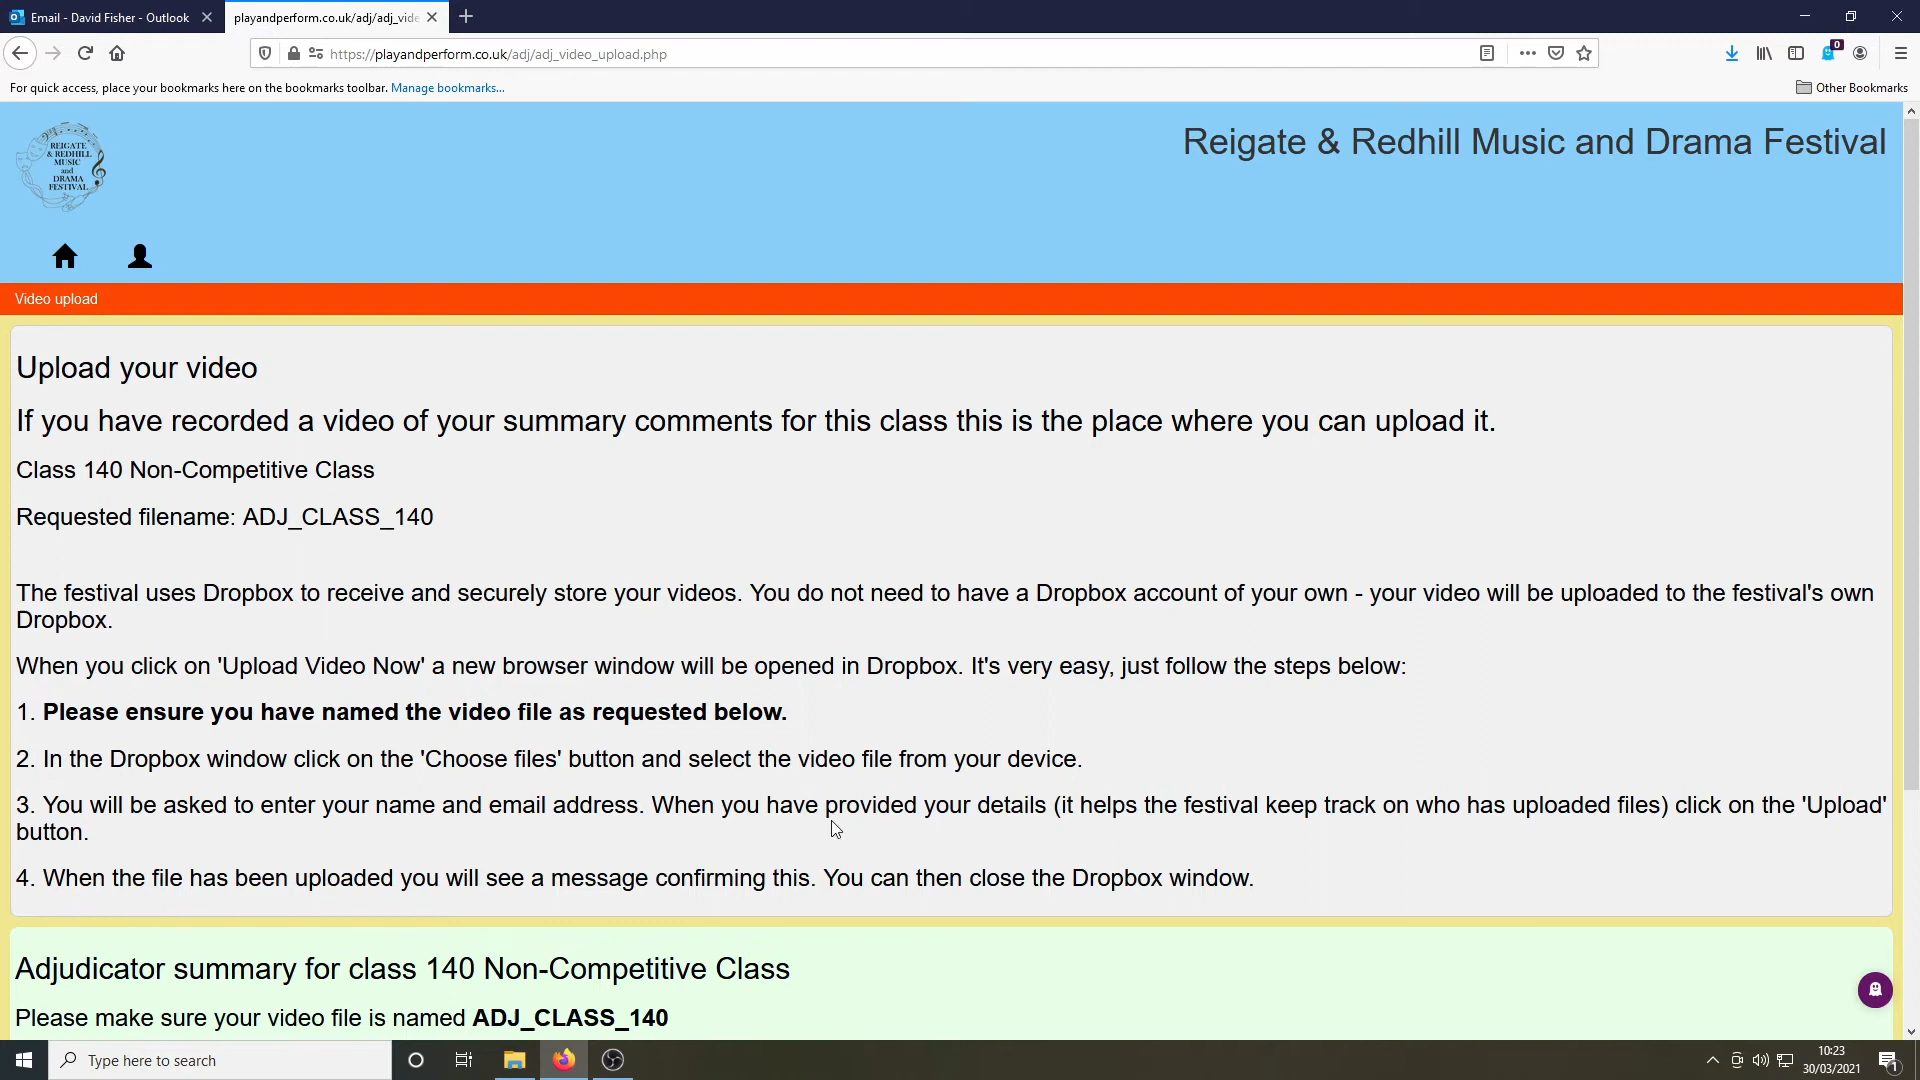 Email - David Fisher - Outlook
playandperform.co.uk/adj/adj_vide
https://playandperform.co.uk/adj/adj_video_upload.php
0
For quick access, place your bookmarks here on the bookmarks toolbar. Manage bookmarks...
Other Bookmarks
REIGATE
& REDHILL
MUSIC
and
DRAMA
FESTIVAL
Reigate & Redhill Music and Drama Festival
Video upload
Upload your video
If you have recorded a video of your summary comments for this class this is the place where you can upload it.
Class 140 Non-Competitive Class
Requested filename: ADJ_CLASS_140
The festival uses Dropbox to receive and securely store your videos. You do not need to have a Dropbox account of your own - your video will be uploaded to the festival's own
Dropbox.
When you click on 'Upload Video Now' a new browser window will be opened in Dropbox. It's very easy, just follow the steps below:
1. Please ensure you have named the video file as requested below.
2. In the Dropbox window click on the 'Choose files' button and select the video file from your device.
3. You will be asked to enter your name and email address. When you have provided your details (it helps the festival keep track on who has uploaded files) click on the 'Upload'
button.
4. When the file has been uploaded you will see a message confirming this. You can then close the Dropbox window.
Adjudicator summary for class 140 Non-Competitive Class
Please make sure your video file is named ADJ_CLASS_140
Type here to search
10:23
30/03/2021
1